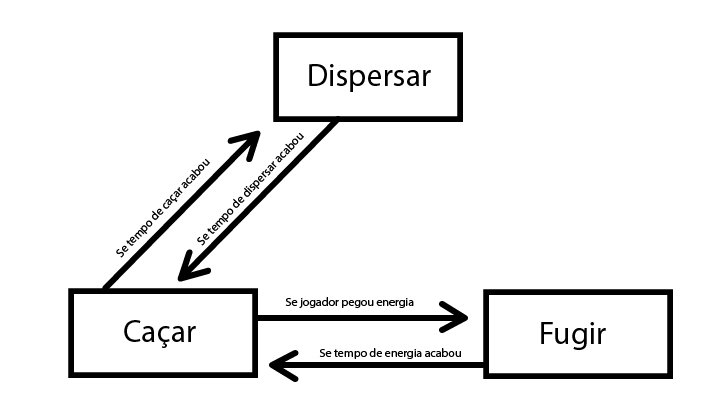 Dispersar
Se tempo de caçar acabou
Se tempo de dispersar acabou
Caçar
Se jogador pegou energia
Se tempo de energia acabou
Fugir